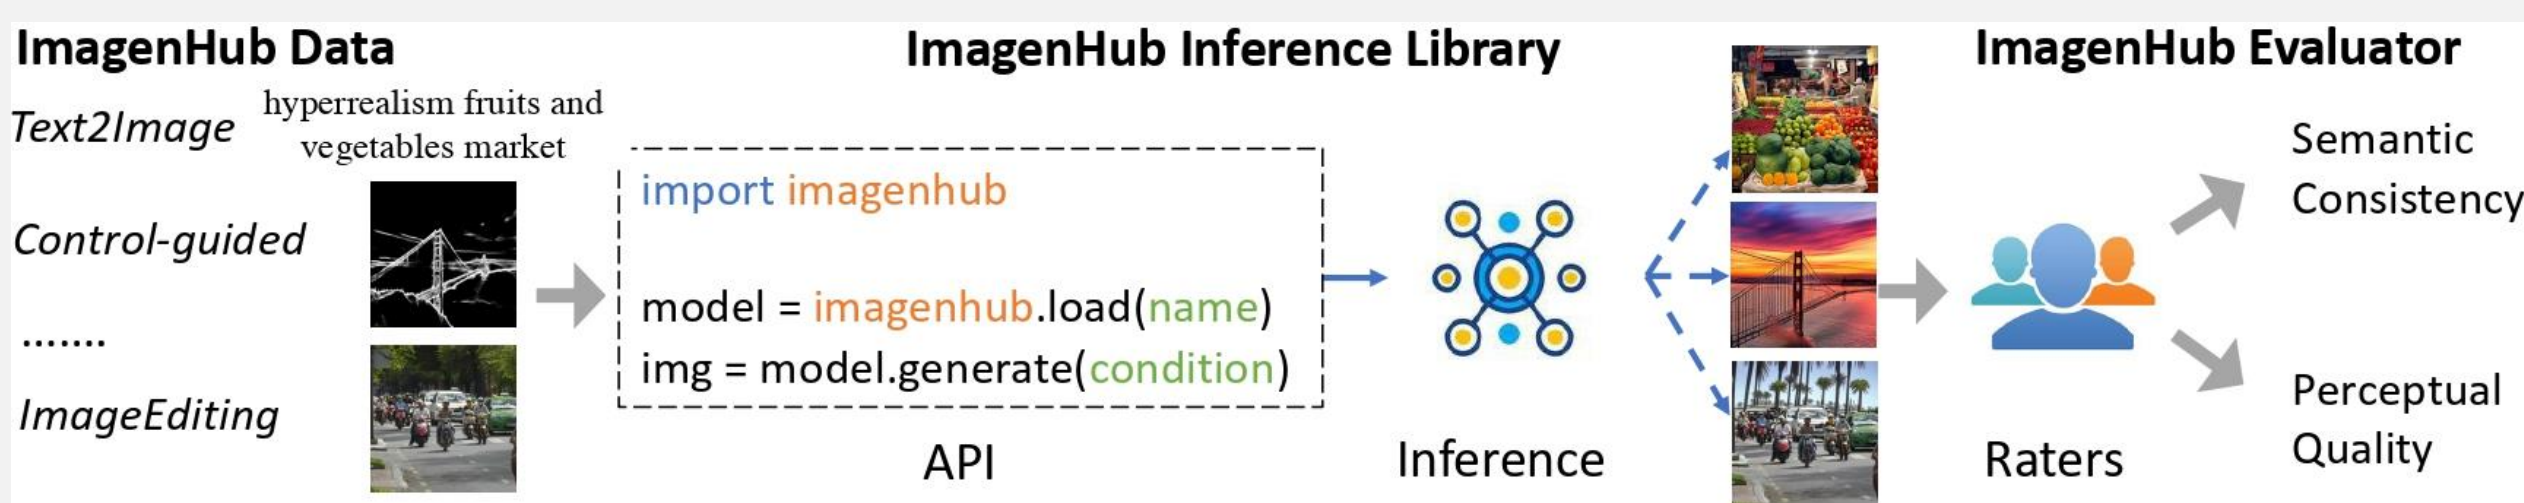 ImagenHub Data
Text2Image
hyperrealism fruits and
vegetables market
Control-guided
.......
ImageEditing
ImagenHub Inference Library
import imagenhub
model = imagenhub.load(name)
img = model.generate(condition)
API
Inference
ImagenHub Evaluator
Raters
Semantic
Consistency
Perceptual
Quality